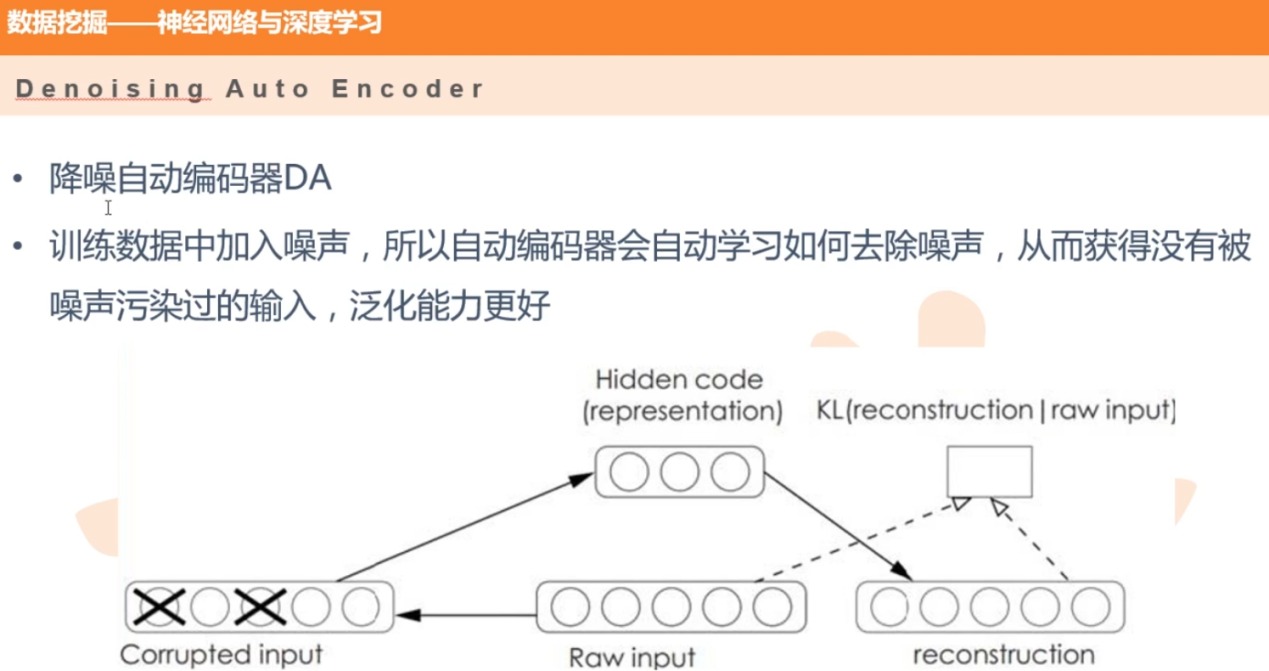 数据挖掘——神经网络与深度学习
Denoising Auto Encoder
• 降噪自动编码器DA
• 训练数据中加入噪声，所以自动编码器会自动学习如何去除噪声，从而获得没有被
噪声污染过的输入，泛化能力更好
Hidden code
(representation)
KL(reconstruction|raw input)
Corrupted input
Raw input
reconstruction